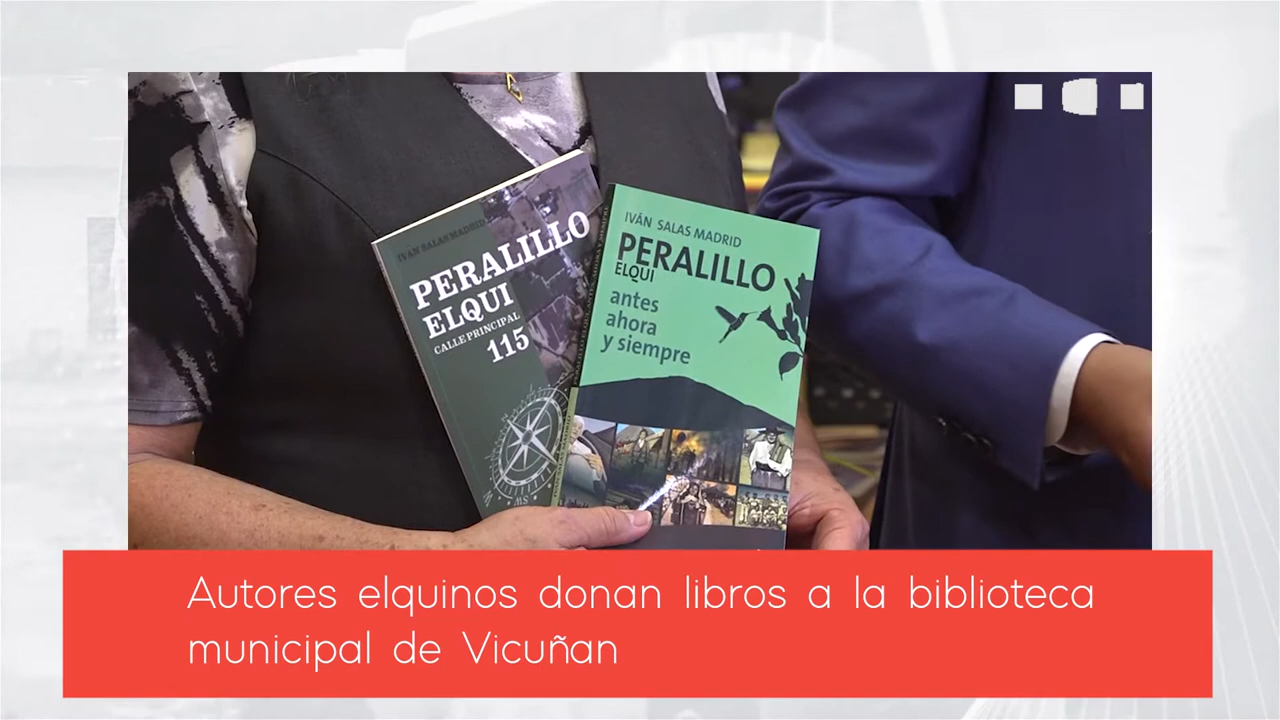 IVÁN SALAS MADRID
PERALILLO
ELQUI
CALLE PRINCIPAL
115
IVÁN SALAS MADRID
PERALILLO
ELQUI
antes
ahora
y siempre
Autores elquinos donan libros a la biblioteca
municipal de Vicuñan